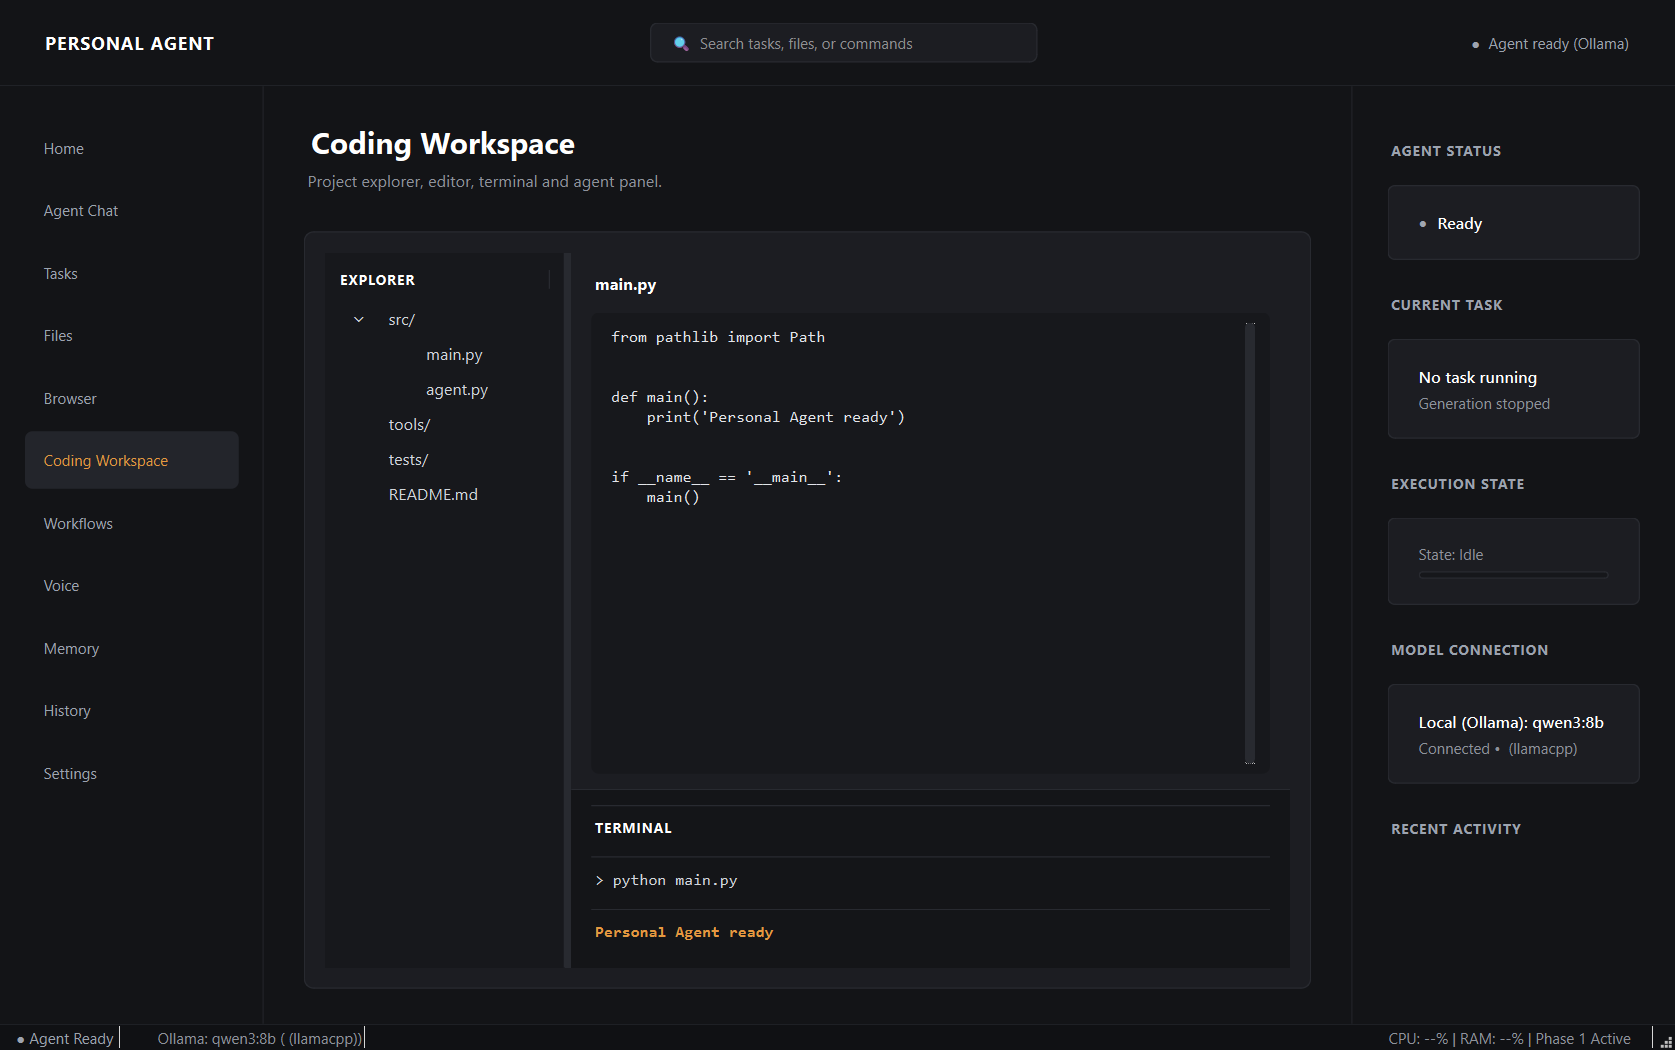 PERSONAL AGENT
Search tasks, files, or commands
● Agent ready (Ollama)
Home
Agent Chat
Tasks
Files
Browser
Coding Workspace
Workflows
Voice
Memory
History
Settings
Coding Workspace
Project explorer, editor, terminal and agent panel.
EXPLORER
src/
main.py
agent.py
tools/
tests/
README.md
main.py
from pathlib import Path
def main():
    print('Personal Agent ready')
if __name__ == '__main__':
    main()
TERMINAL
> python main.py
Personal Agent ready
AGENT STATUS
● Ready
CURRENT TASK
No task running
Generation stopped
EXECUTION STATE
State: Idle
MODEL CONNECTION
Local (Ollama): qwen3:8b
Connected • (llamacpp)
RECENT ACTIVITY
● Agent Ready
Ollama: qwen3:8b ( (llamacpp))
CPU: --% | RAM: --% | Phase 1 Active